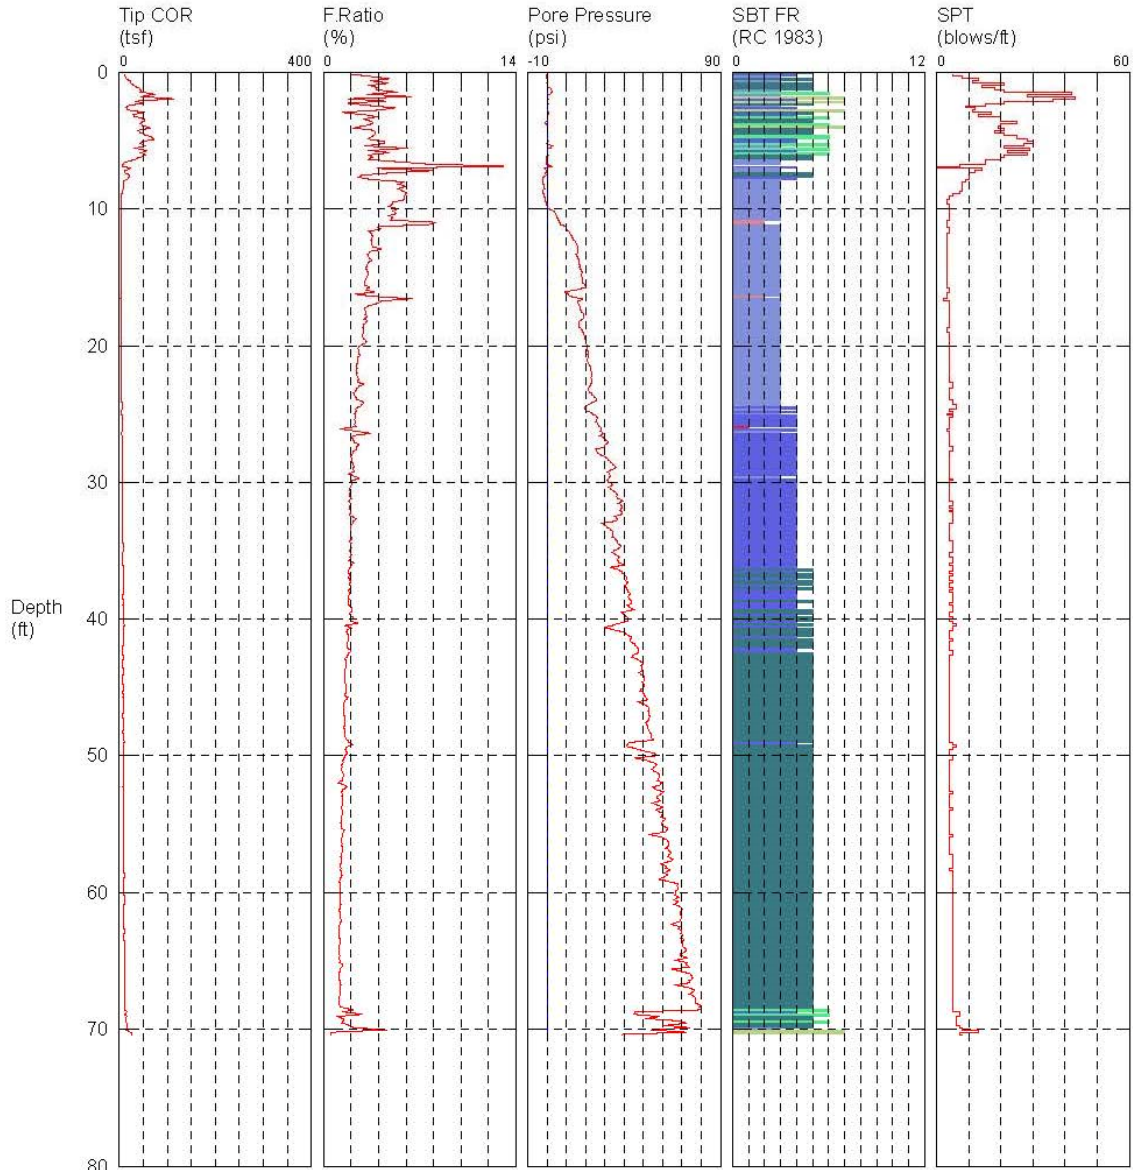 Tip COR F.Ratio Pore Pressure SBT FR SPT
(tsf) (%) (psi) (RC 1983) (blows/ft)
0 400 0 14 -10 90 0 12 0 60
0
10
20
30
Depth 40
(ft)
50
60
70
80